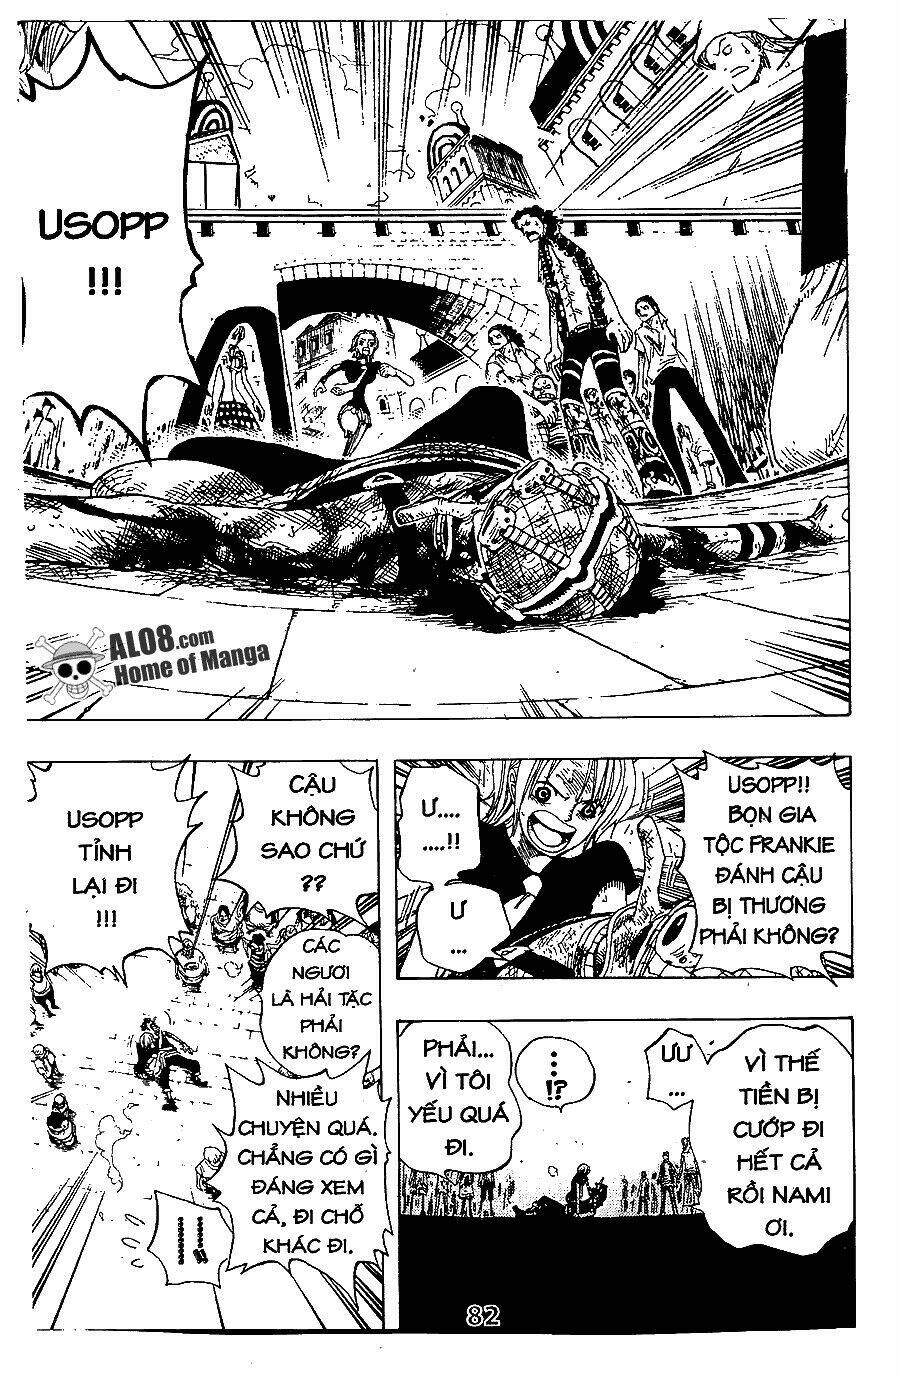 USOPP
!!!
AL08.com
Home of Manga
CẬU
KHÔNG
SAO CHỨ
??
USOPP
TỈNH
LẠI ĐI
!!!
CÁC
NGƯƠI
LÀ HẢI TẶC
PHẢI
KHÔNG?
NHIỀU
CHUYỆN QUÁ.
CHẲNG CÓ GÌ
ĐÁNG XEM
CẢ, ĐI CHỖ
KHÁC ĐI.
..........!!
USOPP!!
BỌN GIA
TỘC FRANKIE
ĐÁNH CẬU
BỊ THƯƠNG
PHẢI KHÔNG?
Ư....
....!!
Ư
...
VÌ THẾ
TIỀN BỊ
CƯỚP ĐI
HẾT CẢ
RỒI NAMI
ƠI.
ƯƯ
...
...
!?
PHẢI...
VÌ TÔI
YẾU QUÁ
ĐI.
82